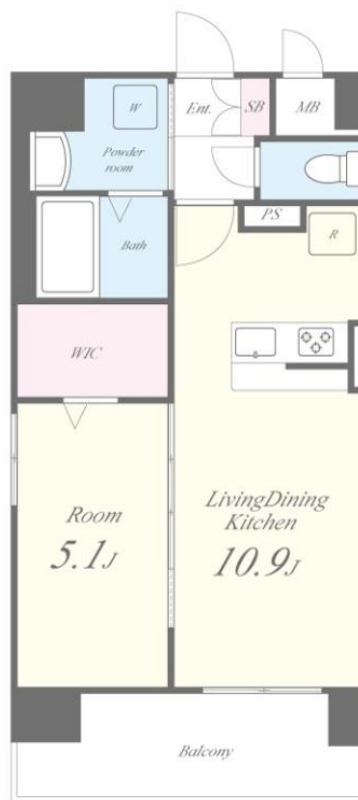 W
Ent.
SB
MB
Powder
room
PS
R
Bath
WIC
Room
5.1J
LivingDining
Kitchen
10.9J
Balcony